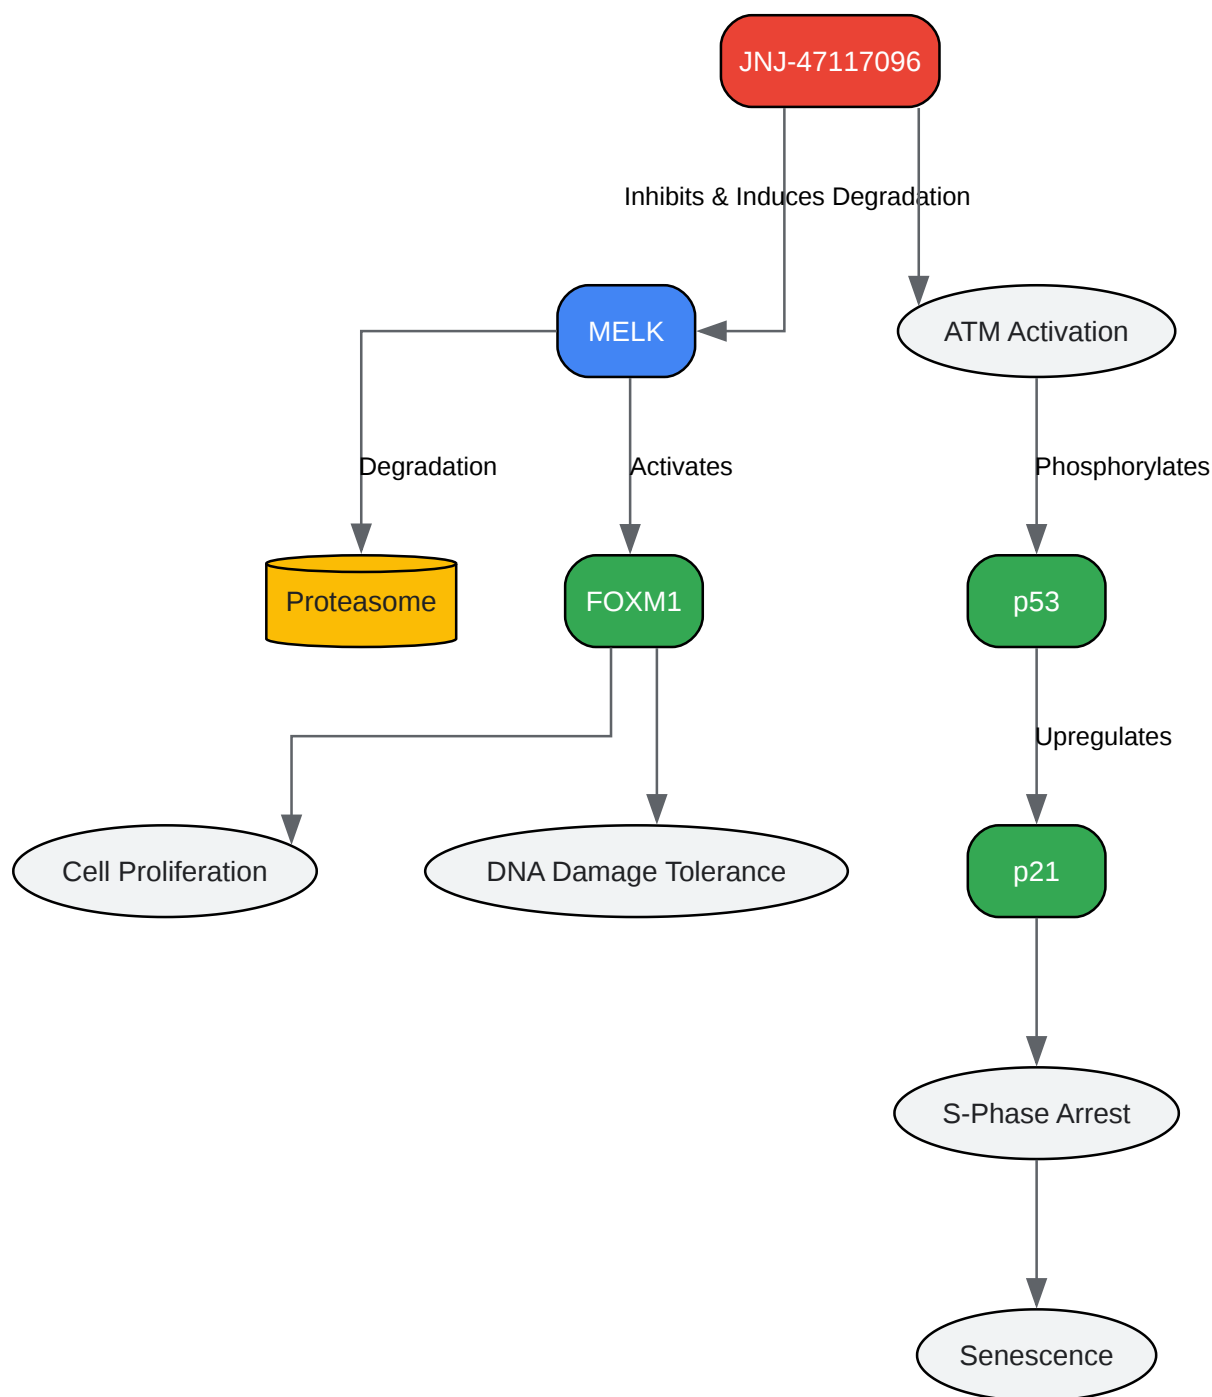 JNJ-47117096
Inhibits & Induces Degradation
MELK
ATM Activation
Degradation
Activates
Phosphorylates
Proteasome
FOXM1
p53
Upregulates
Cell Proliferation
DNA Damage Tolerance
p21
S-Phase Arrest
Senescence